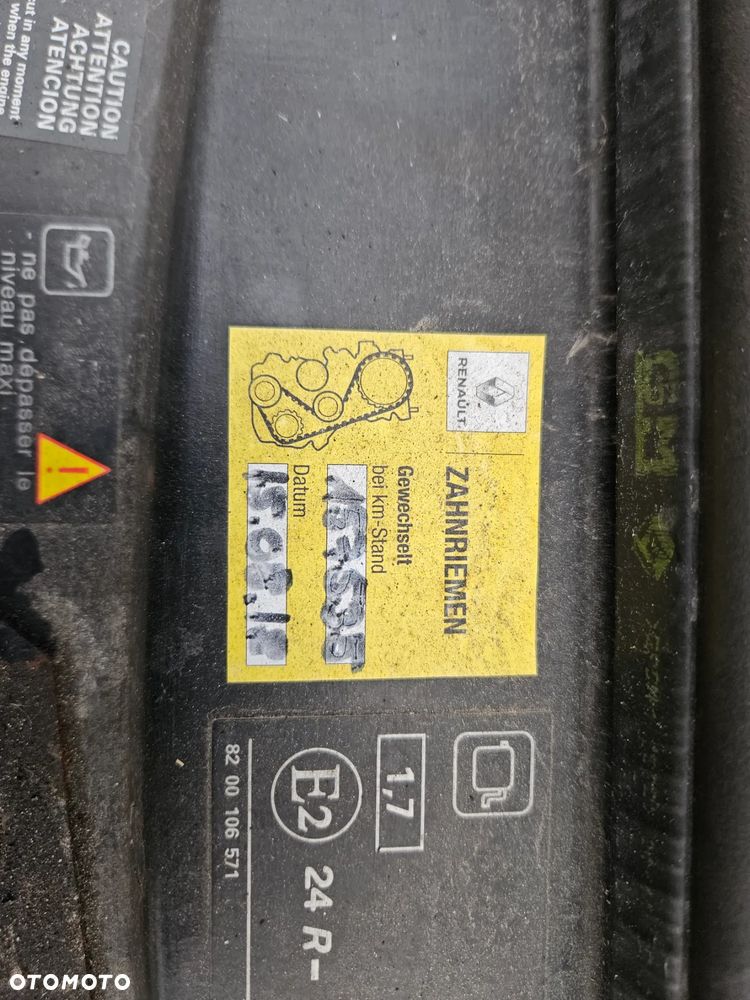 CAUTION
ATTENTION
ACHTUNG
ATENCION
in any moment
when the engine
- ne pas dépasser le
niveau maxi
RENAULT
ZAHNRIEMEN
Gewechselt
bei km-Stand
Datum
1,7
E2 24 R-
82 00 106 571
OTOMOTO